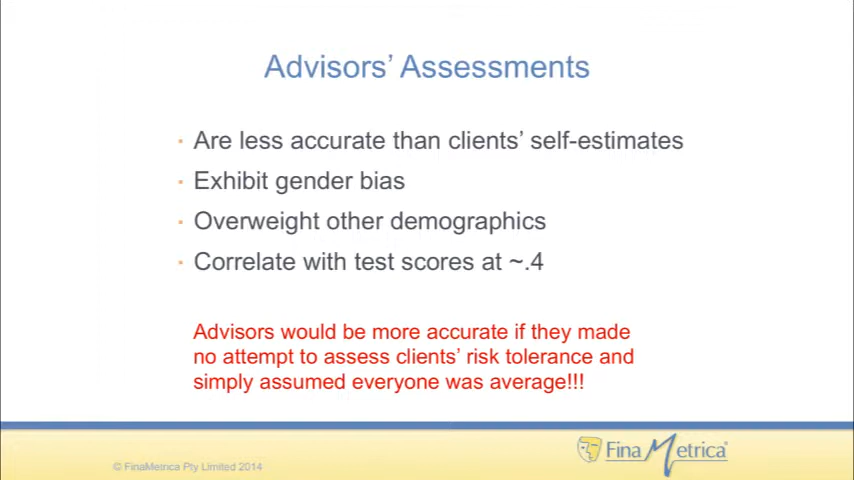 Advisors' Assessments
Are less accurate than clients' self-estimates
Exhibit gender bias
Overweight other demographics
Correlate with test scores at ~.4
Advisors would be more accurate if they made
no attempt to assess clients' risk tolerance and
simply assumed everyone was average!!!
© FinaMetrica Pty Limited 2014
FinaMetrica